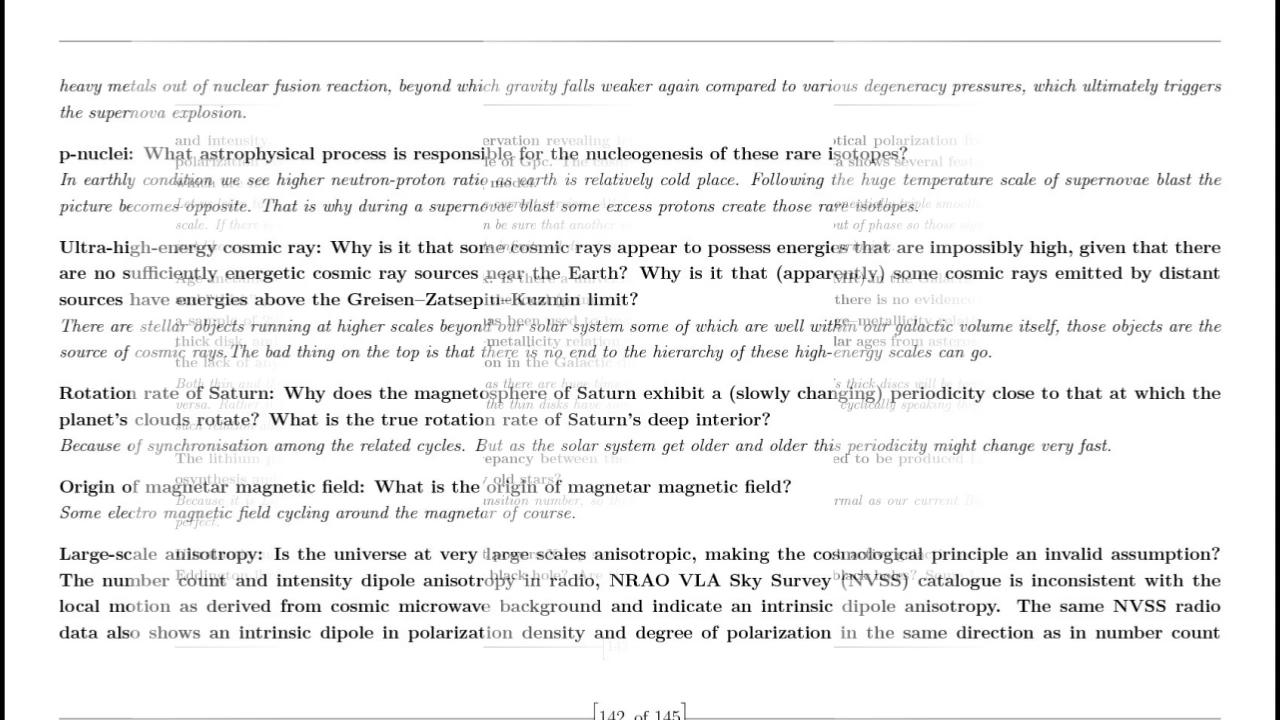 heavy metals out of nuclear fusion reaction, beyond which gravity falls weaker again compared to various degeneracy pressures, which ultimately triggers
the supernova explosion.
p-nuclei: What astrophysical process is responsible for the nucleogenesis of these rare isotopes?
In earthly condition we see higher neutron-proton ratio as earth is relatively cold place. Following the huge temperature scale of supernovae blast the
picture becomes opposite. That is why during a supernovae blast some excess protons create those rare isotopes.
Ultra-high-energy cosmic ray: Why is it that some cosmic rays appear to possess energies that are impossibly high, given that there
are no sufficiently energetic cosmic ray sources near the Earth? Why is it that (apparently) some cosmic rays emitted by distant
sources have energies above the Greisen–Zatsepin–Kuzmin limit?
There are stellar objects running at higher scales beyond our solar system some of which are well within our galactic volume itself, those objects are the
source of cosmic rays.The bad thing on the top is that there is no end to the hierarchy of these high-energy scales can go.
Rotation rate of Saturn: Why does the magnetosphere of Saturn exhibit a (slowly changing) periodicity close to that at which the
planet's clouds rotate? What is the true rotation rate of Saturn's deep interior?
Because of synchronisation among the related cycles. But as the solar system get older and older this periodicity might change very fast.
Origin of magnetar magnetic field: What is the origin of magnetar magnetic field?
Some electro magnetic field cycling around the magnetar of course.
Large-scale anisotropy: Is the universe at very large scales anisotropic, making the cosmological principle an invalid assumption?
The number count and intensity dipole anisotropy in radio, NRAO VLA Sky Survey (NVSS) catalogue is inconsistent with the
local motion as derived from cosmic microwave background and indicate an intrinsic dipole anisotropy. The same NVSS radio
data also shows an intrinsic dipole in polarization density and degree of polarization in the same direction as in number count
[142 of 145]